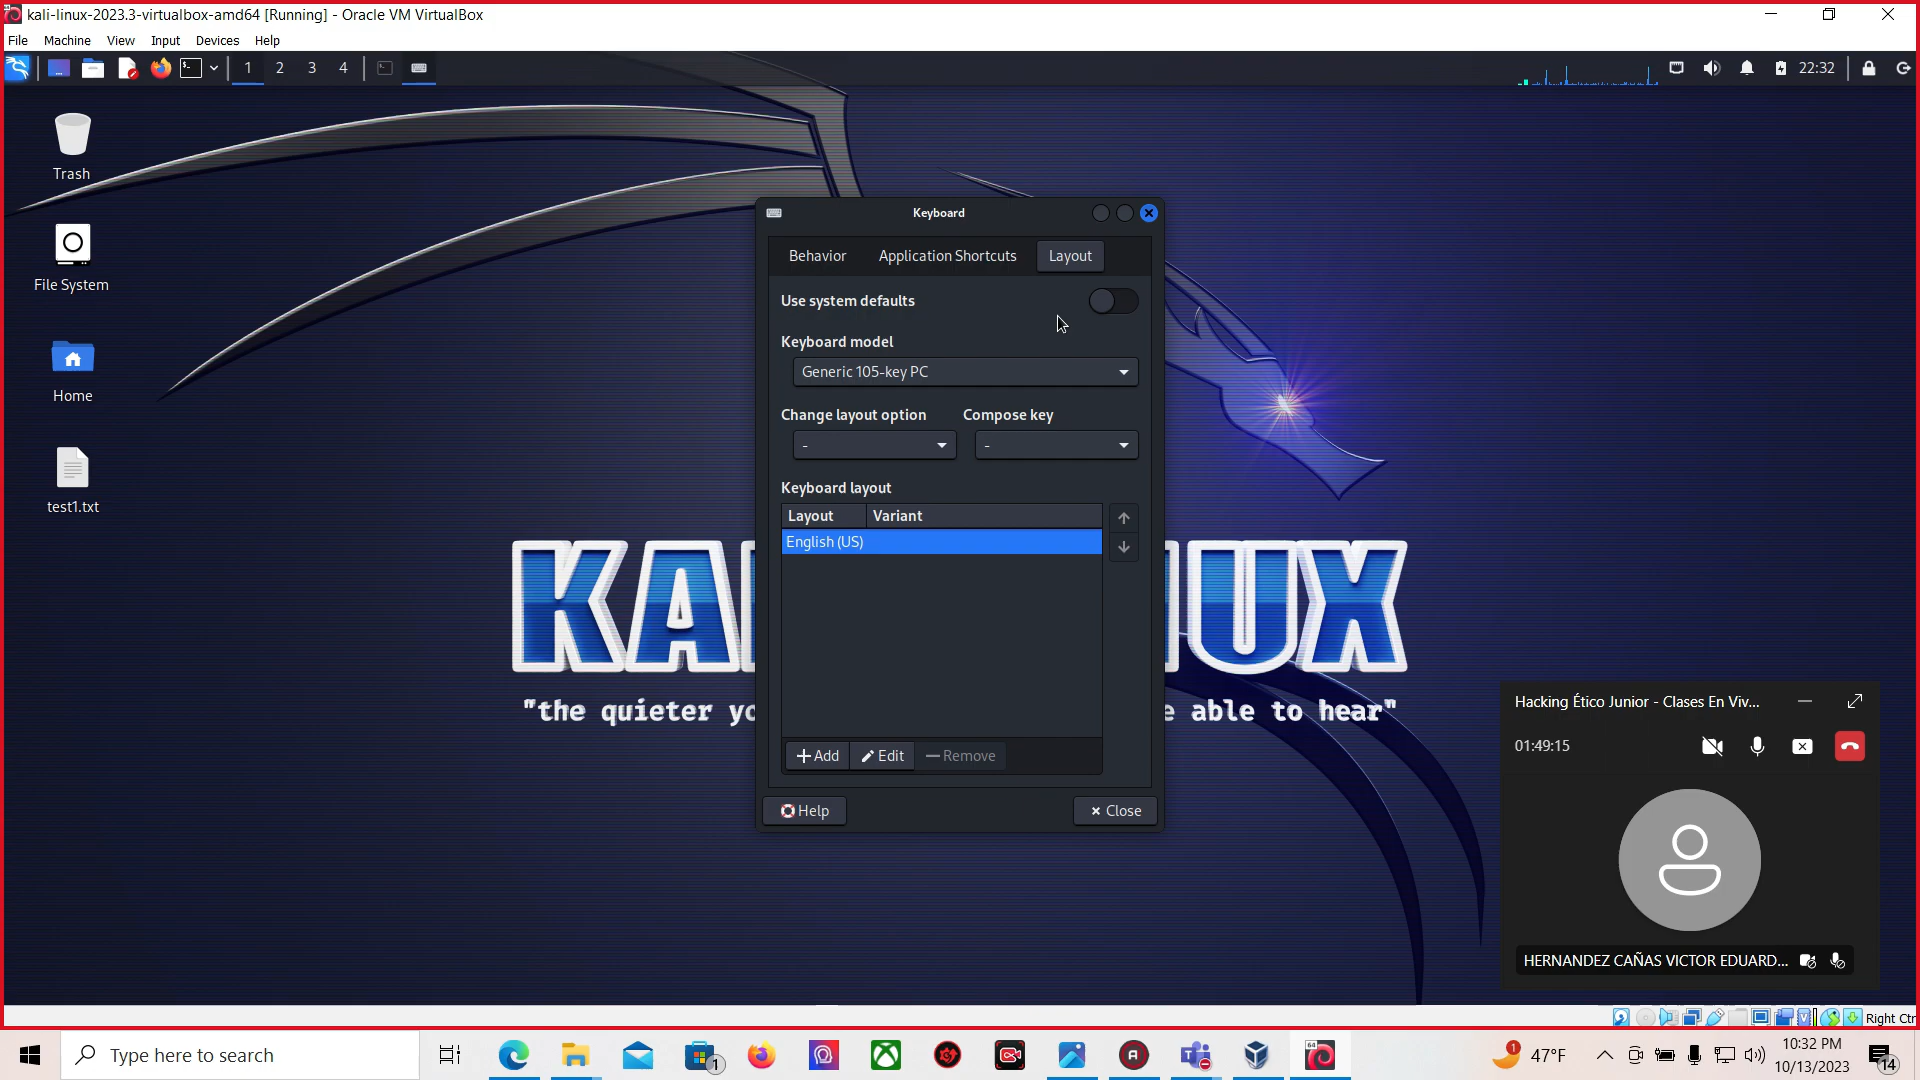 kali-linux-2023.3-virtualbox-amd64 [Running] - Oracle VM VirtualBox
File Machine View Input Devices Help
1 2 3 4 22:32
Trash
File System
Home
test1.txt
Keyboard
Behavior Application Shortcuts Layout
Use system defaults
Keyboard model
Generic 105-key PC
Change layout option Compose key
- -
Keyboard layout
Layout Variant
English (US)
Add Edit Remove
Help Close
KA UX
"the quieter yo e able to hear"
Hacking Ético Junior - Clases En Viv...
01:49:15
HERNANDEZ CAÑAS VICTOR EDUARD...
Right Ctr
Type here to search
1
1
47°F
10:32 PM
10/13/2023
14